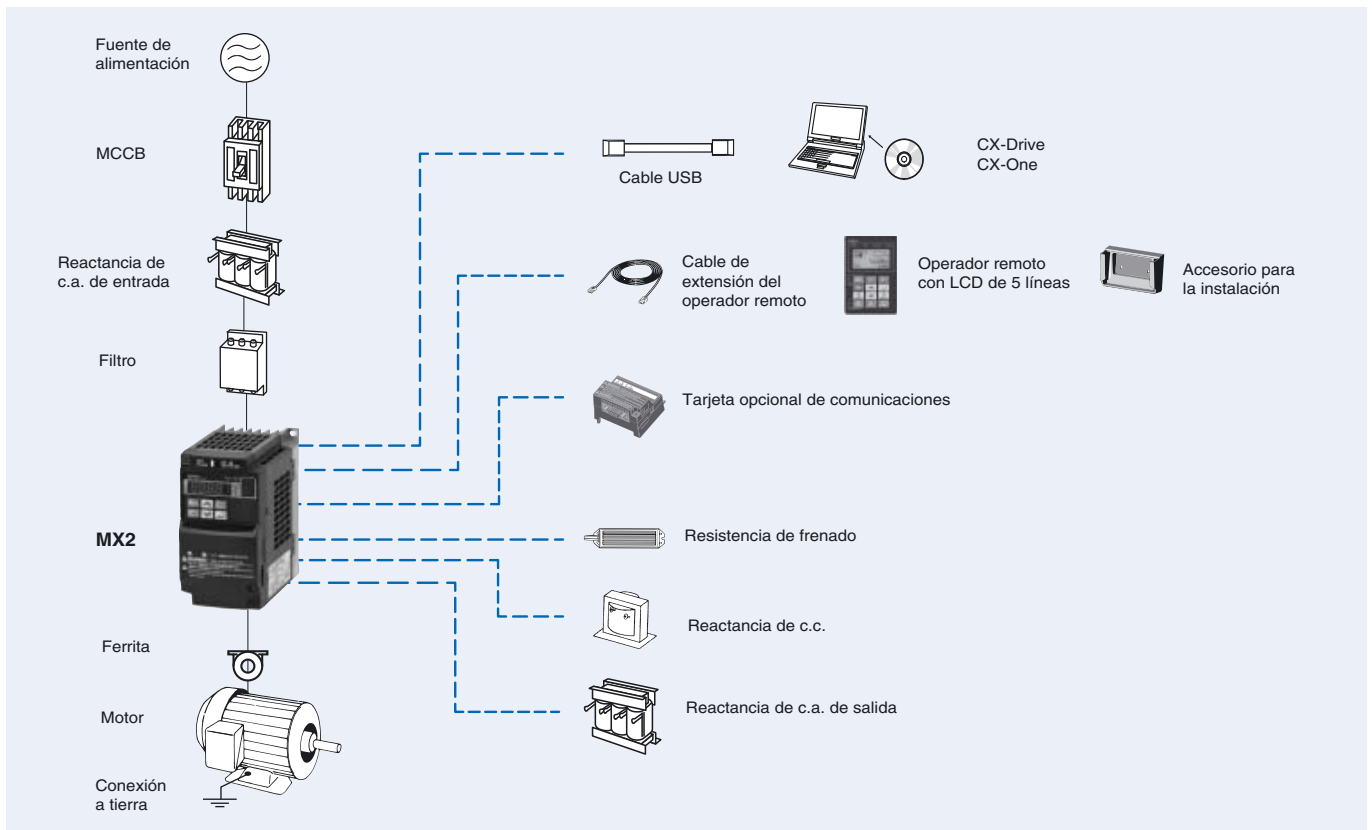 Fuente de
alimentación
MCCB
Reactancia de
c.a. de entrada
Filtro
MX2
Ferrita
Motor
Conexión
a tierra
Cable USB
CX-Drive
CX-One
Cable de
extensión del
operador remoto
Operador remoto
con LCD de 5 líneas
Accesorio para
la instalación
Tarjeta opcional de comunicaciones
Resistencia de frenado
Reactancia de c.c.
Reactancia de c.a. de salida